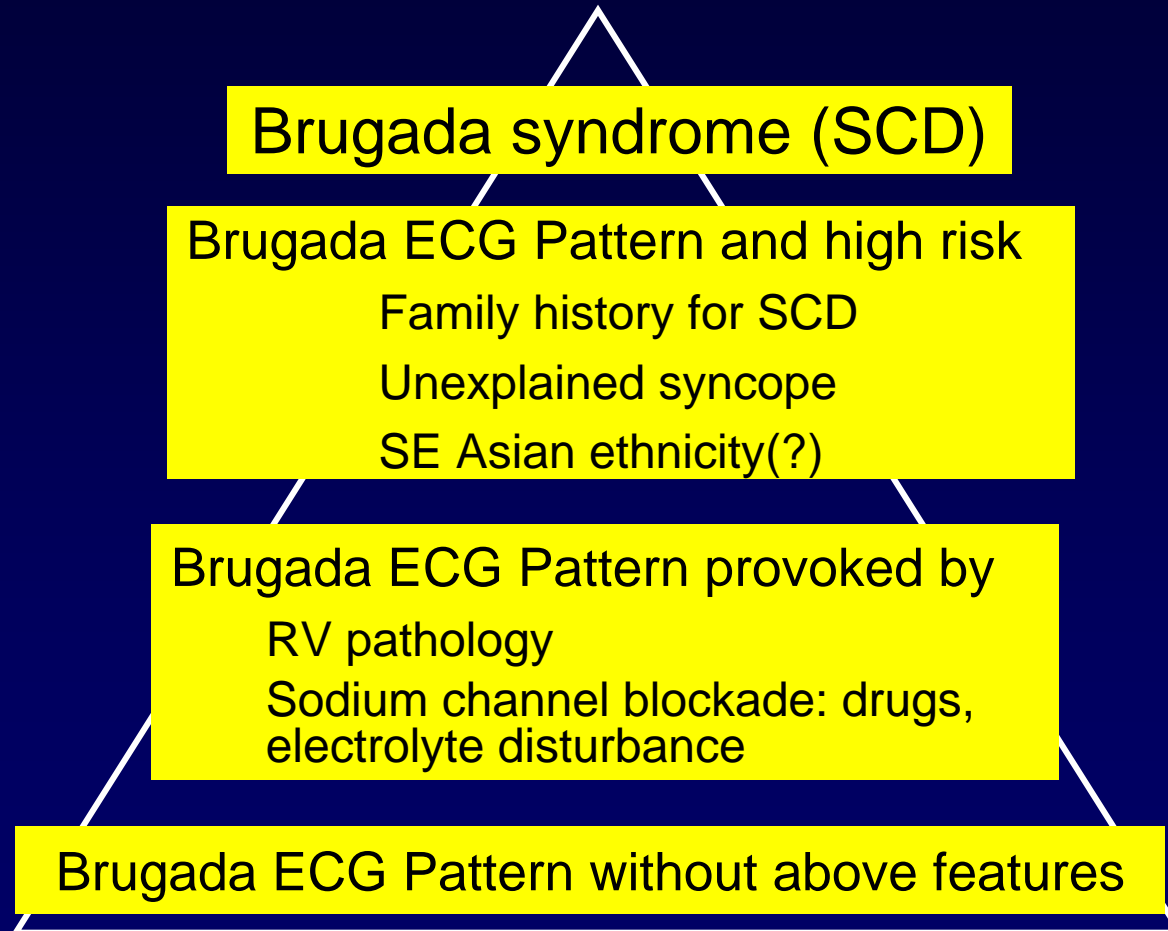 Brugada syndrome (SCD)
Brugada ECG Pattern and high risk
Family history for SCD
Unexplained syncope
SE Asian ethnicity(?)
Brugada ECG Pattern provoked by
RV pathology
Sodium channel blockade: drugs,
electrolyte disturbance
Brugada ECG Pattern without above features